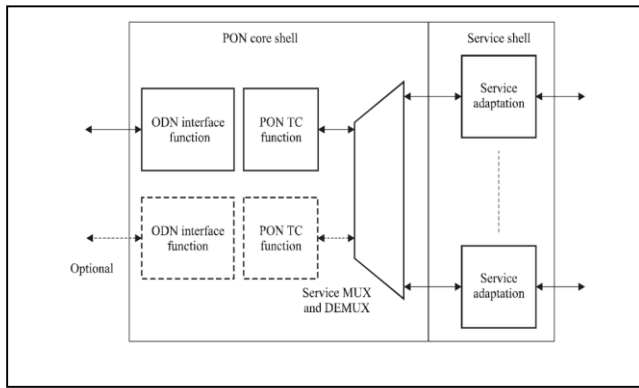 PON core shell
Service shell
ODN interface
function
PON TC
function
Service
adaptation
ODN interface
function
PON TC
function
Optional
Service MUX
and DEMUX
Service
adaptation